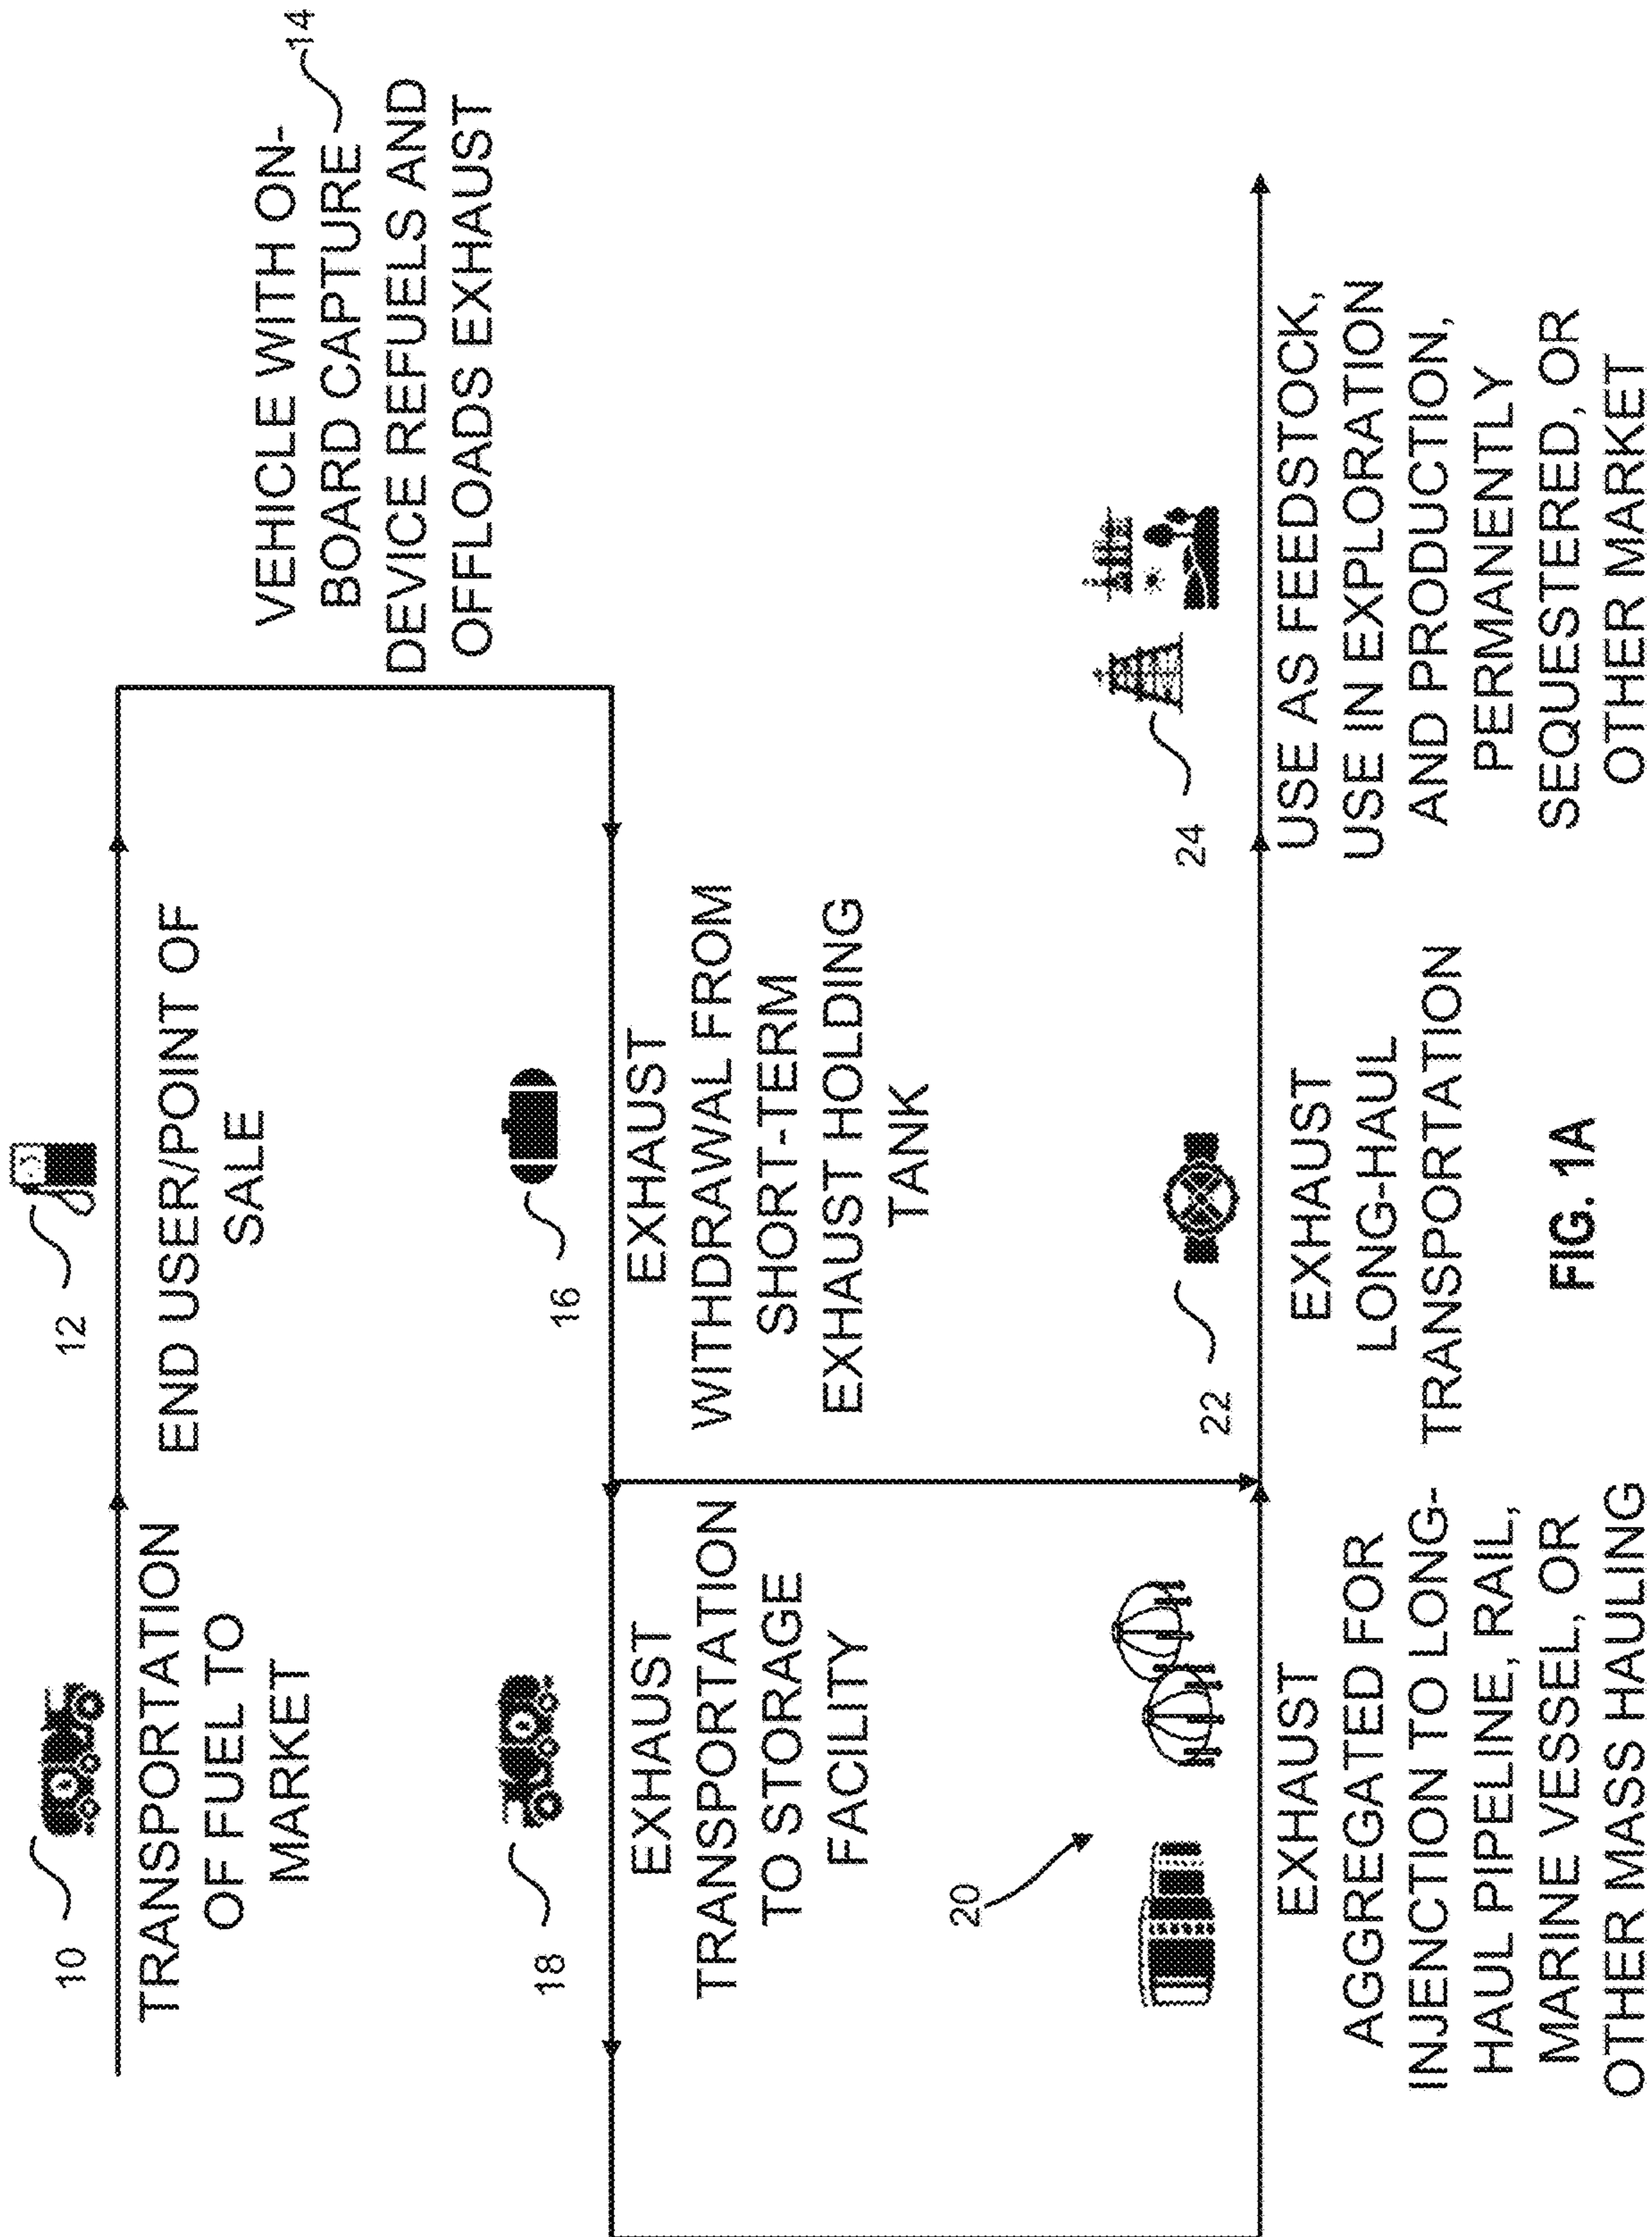 10
TRANSPORTATION
OF FUEL TO
MARKET
12
END USER/POINT OF
SALE
14
VEHICLE WITH ON-
BOARD CAPTURE
DEVICE REFUELS AND
OFFLOADS EXHAUST
16
EXHAUST
WITHDRAWAL FROM
SHORT-TERM
EXHAUST HOLDING
TANK
18
EXHAUST
TRANSPORTATION
TO STORAGE
FACILITY
20
EXHAUST
AGGREGATED FOR
INJENCTION TO LONG-
HAUL PIPELINE, RAIL,
MARINE VESSEL, OR
OTHER MASS HAULING
22
EXHAUST
LONG-HAUL
TRANSPORTATION
24
USE AS FEEDSTOCK,
USE IN EXPLORATION
AND PRODUCTION,
PERMANENTLY
SEQUESTERED, OR
OTHER MARKET
FIG. 1A